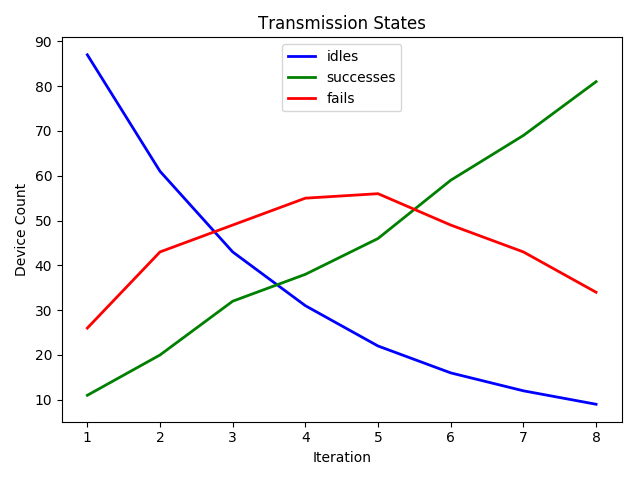 Transmission States
idles
successes
fails
Device Count
90
80
70
60
50
40
30
20
10
1 2 3 4 5 6 7 8
Iteration